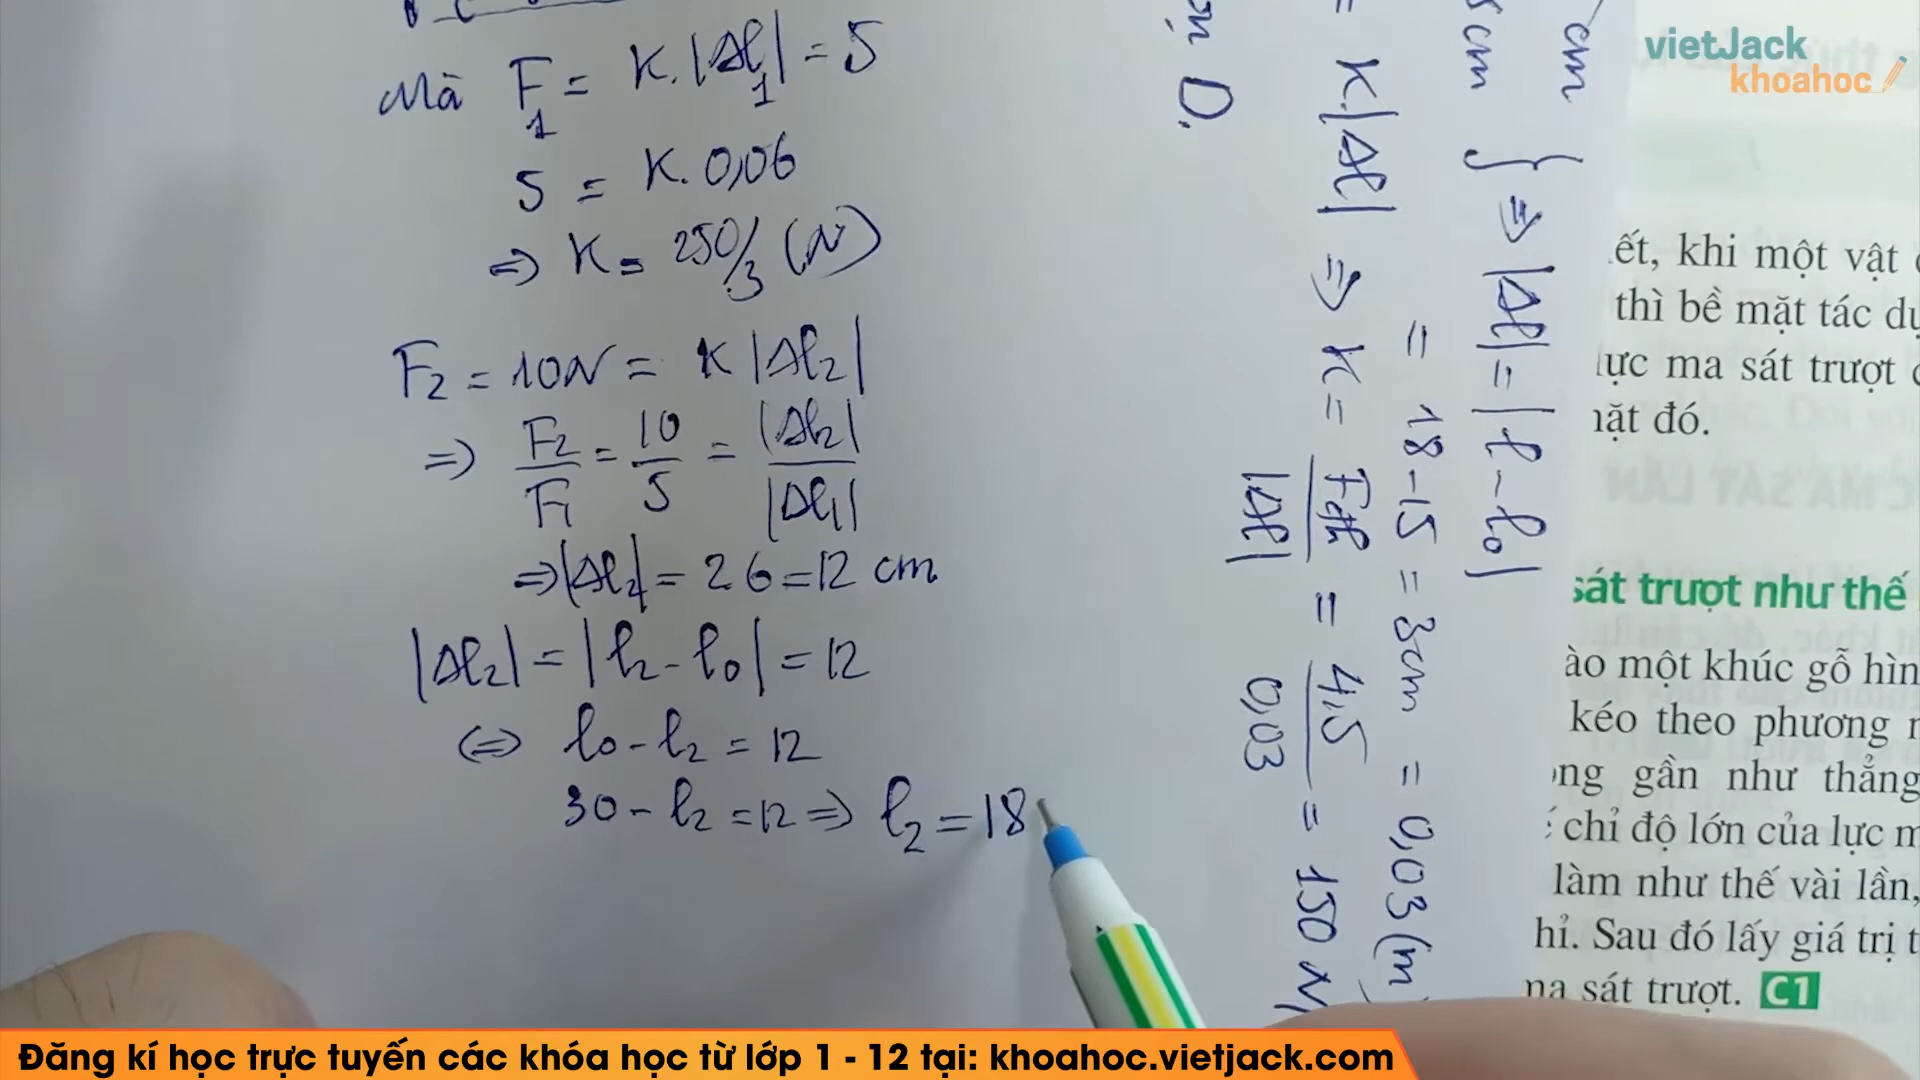 vietJack
khoahoc
Mà F1 = K.|Δl1| = 5
5 = K. 0,06
=> K = 250/3 (N)
F2 = 10N = K |Δl2|
=> F2/F1 = 10/5 = |Δl2|/|Δl1|
=> |Δl2| = 2 6 = 12 cm
|Δl2| = |l2 - l0| = 12
<=> l0 - l2 = 12
30 - l2 = 12 => l2 = 18
cm
cm } => |Δl| = |l - l0|
= 18 - 15 = 3cm = 0,03 (m
= K.|Δl| => K = Fđh/|Δl| = 4,5/0,03 = 150 N/
D.
ết, khi một vật
thì bề mặt tác dụ
lực ma sát trượt
mặt đó.
sát trượt như thế
ào một khúc gỗ hìn
kéo theo phương
ong gần như thẳng
chỉ độ lớn của lực m
làm như thế vài lần,
hỉ. Sau đó lấy giá trị t
ma sát trượt. C1
Đăng kí học trực tuyến các khóa học từ lớp 1 - 12 tại: khoahoc.vietjack.com